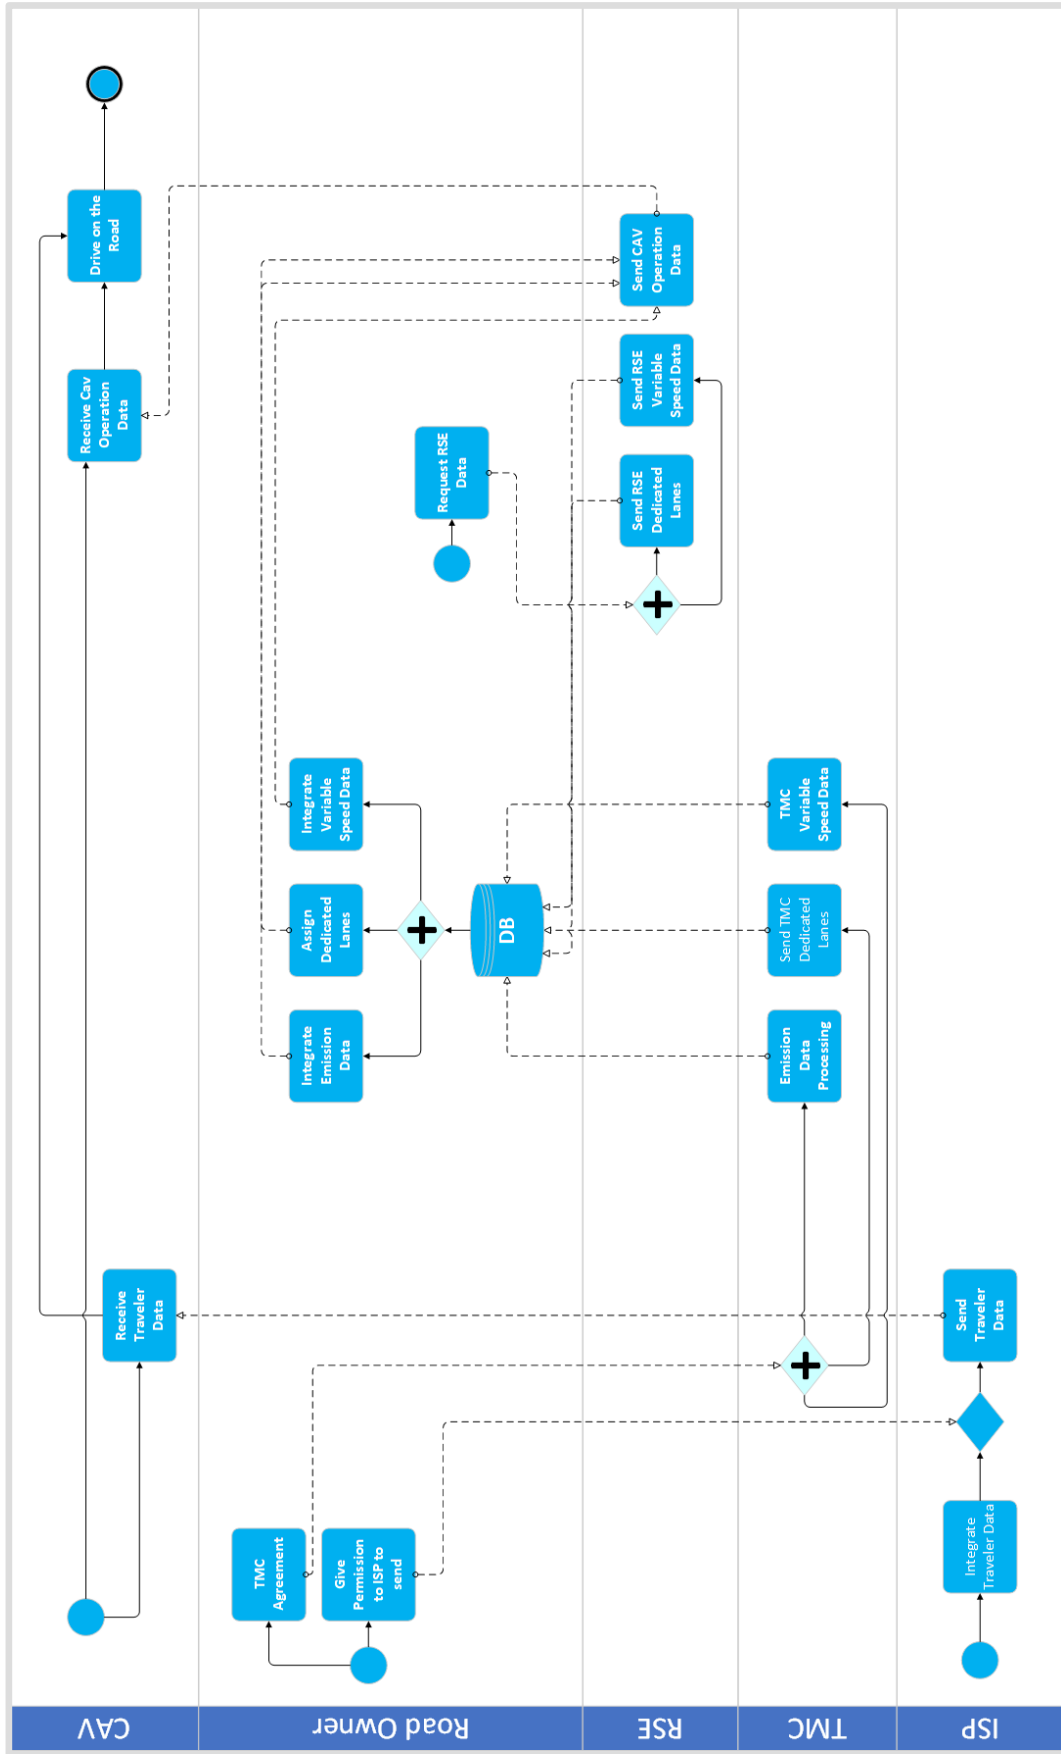 CAV
Receive
Traveler
Data
Receive Cav
Operation
Data
Drive on the
Road
Road Owner
TMC
Agreement
Give
Permission
to ISP to
send
Integrate
Emission
Data
Assign
Dedicated
Lanes
Integrate
Variable
Speed Data
DB
Request RSE
Data
RSE
Send RSE
Dedicated
Lanes
Send RSE
Variable
Speed Data
Send CAV
Operation
Data
TMC
Emission
Data
Processing
Send TMC
Dedicated
Lanes
TMC
Variable
Speed Data
ISP
Integrate
Traveler Data
Send
Traveler
Data